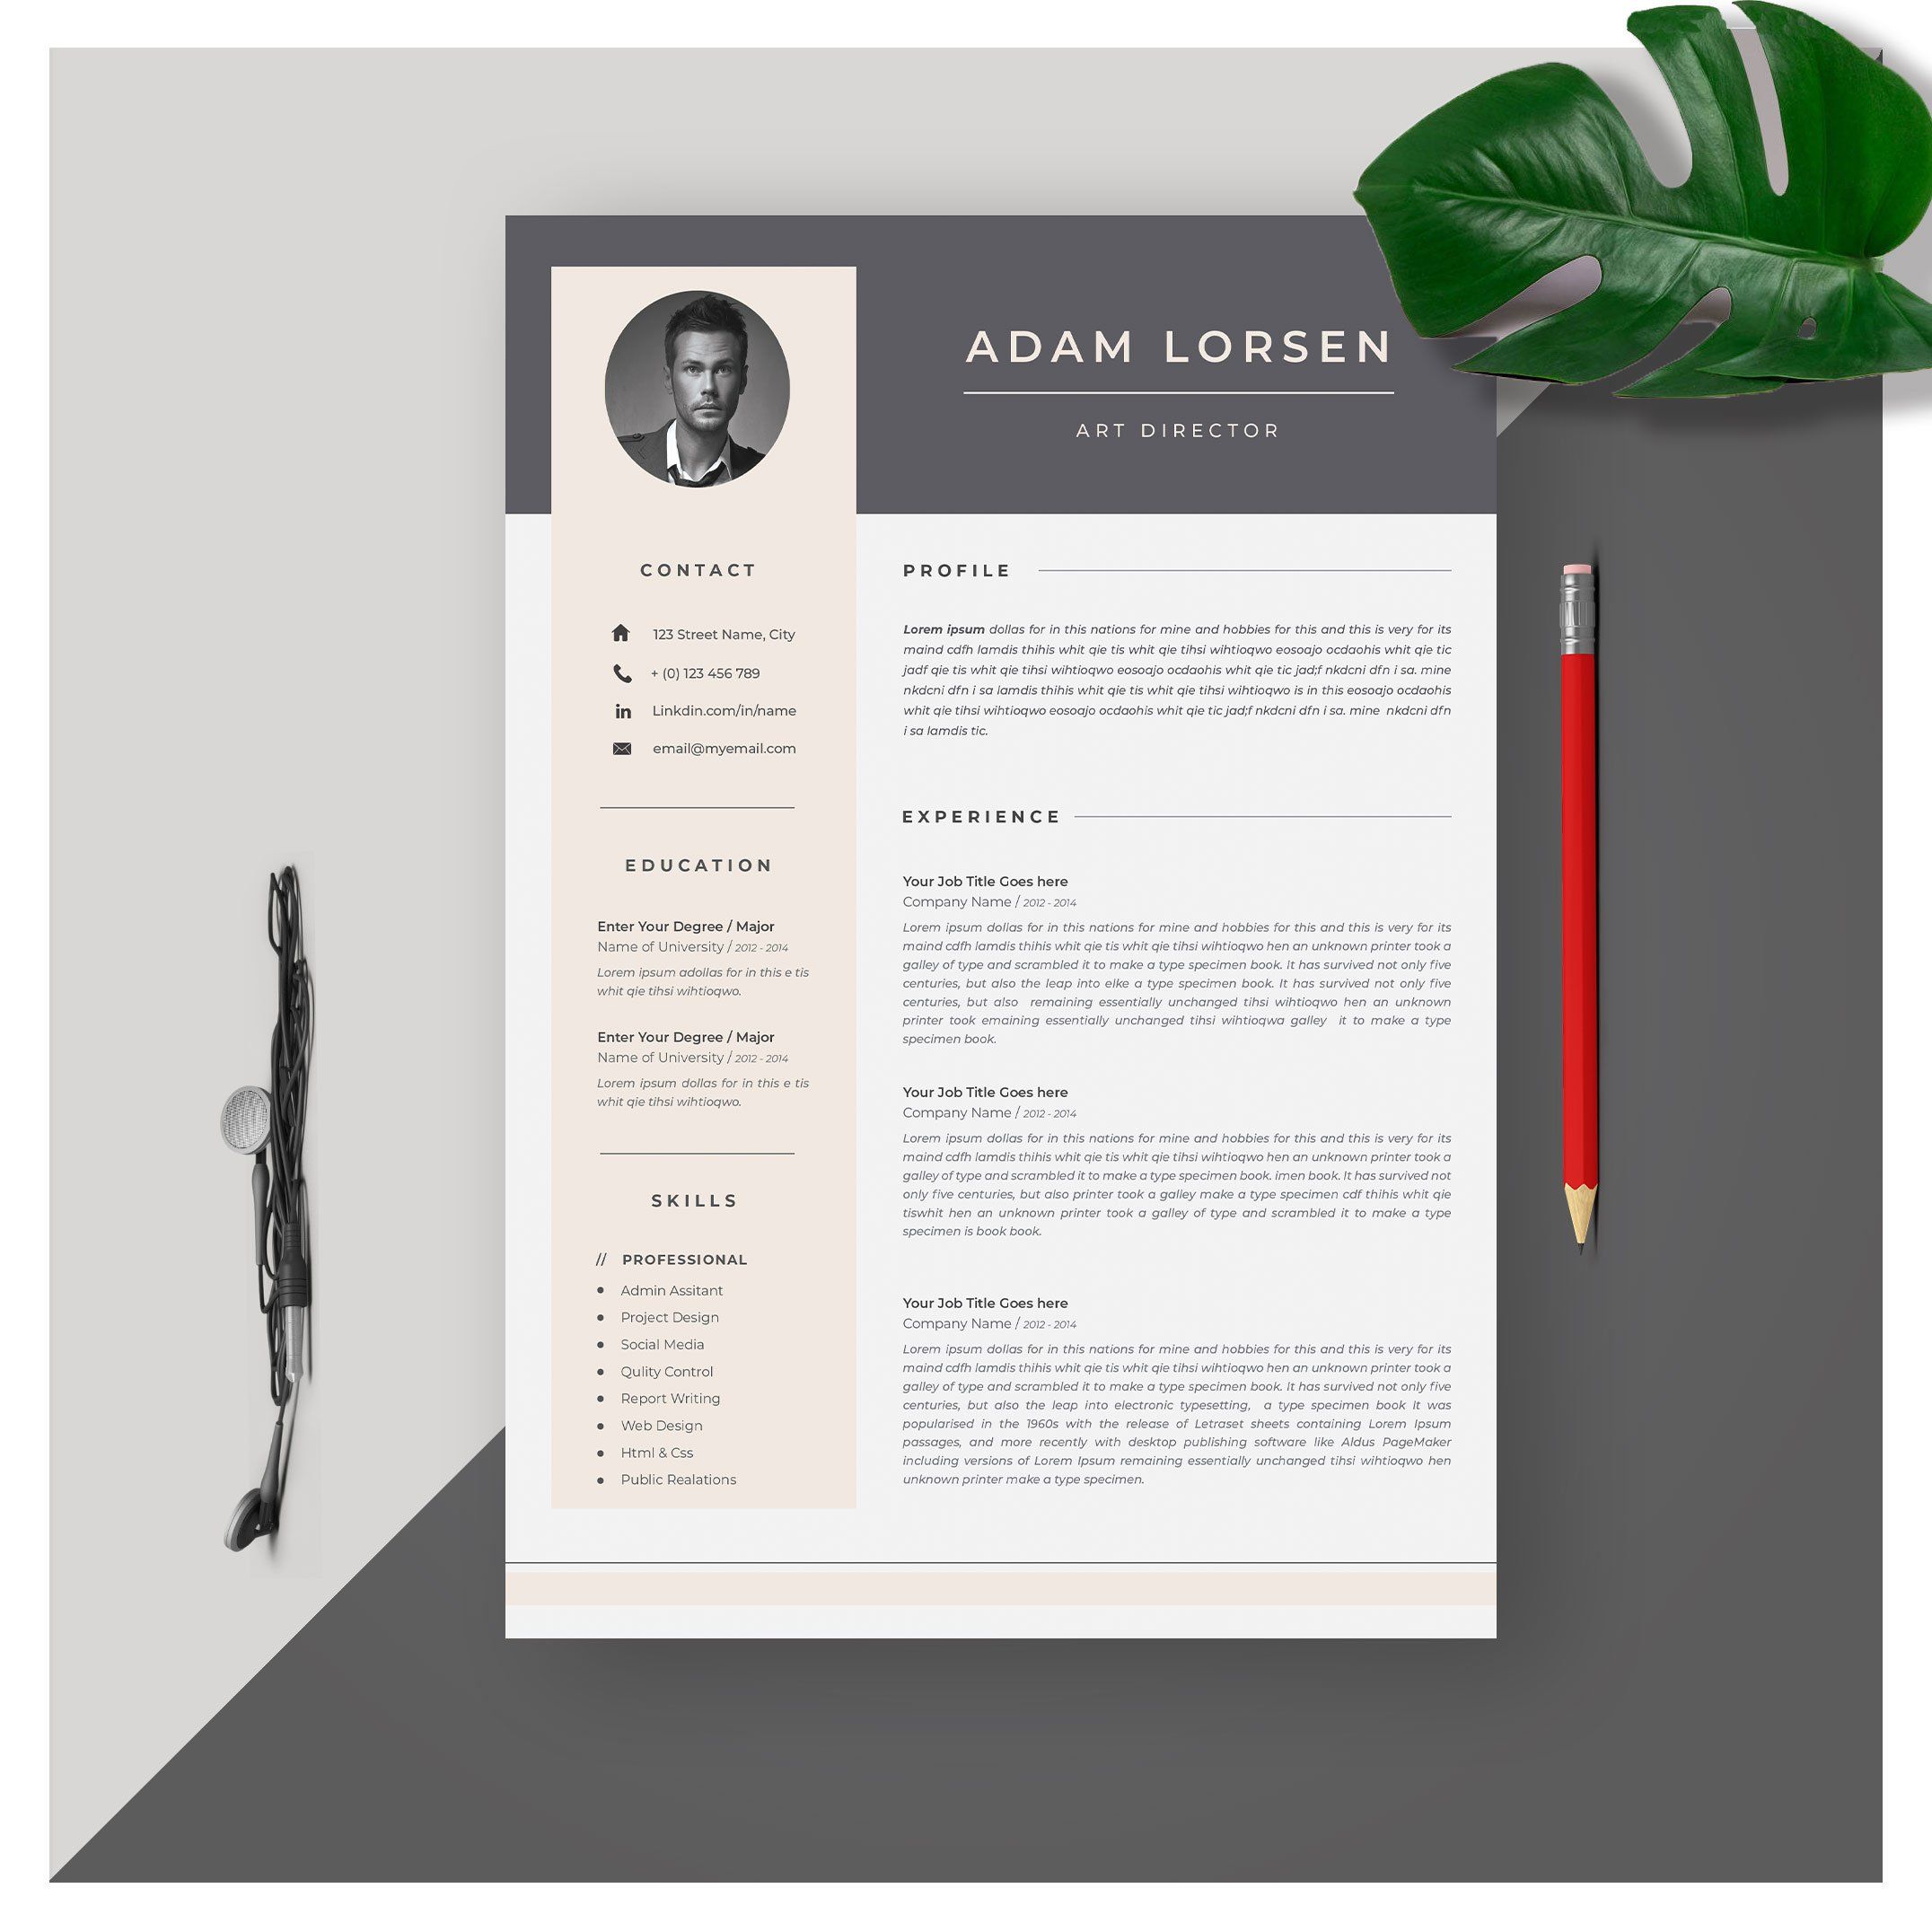 ADAM LORSEN
ART DIRECTOR
CONTACT
123 Street Name, City
+ (0) 123 456 789
in Linkdin.com/in/name
email@myemail.com
EDUCATION
Enter Your Degree / Major
Name of University / 2012 - 2014
Lorem ipsum adollas for in this e tis
whit qie tihsi wihtioqwo.
Enter Your Degree / Major
Name of University / 2012 - 2014
Lorem ipsum dollas for in this e tis
whit qie tihsi wihtioqwo.
SKILLS
// PROFESSIONAL
• Admin Assitant
• Project Design
• Social Media
• Qulity Control
• Report Writing
• Web Design
• Html & Css
• Public Realations
PROFILE
Lorem ipsum dollas for in this nations for mine and hobbies for this and this is very for its
maind cdfh lamdis thihis whit qie tis whit qie tihsi wihtioqwo eosoajo ocdaohis whit qie tic
jadf qie tis whit qie tihsi wihtioqwo eosoajo ocdaohis whit qie tic jad;f nkdcni dfn i sa. mine
nkdcni dfn i sa lamdis thihis whit qie tis whit qie tihsi wihtioqwo is in this eosoajo ocdaohis
whit qie tihsi wihtioqwo eosoajo ocdaohis whit qie tic jad;f nkdcni dfn i sa. mine nkdcni dfn
i sa lamdis tic.
EXPERIENCE
Your Job Title Goes here
Company Name / 2012 - 2014
Lorem ipsum dollas for in this nations for mine and hobbies for this and this is very for its
maind cdfh lamdis thihis whit qie tis whit qie tihsi wihtioqwo hen an unknown printer took a
galley of type and scrambled it to make a type specimen book. It has survived not only five
centuries, but also the leap into elke a type specimen book. It has survived not only five
centuries, but also remaining essentially unchanged tihsi wihtioqwo hen an unknown
printer took emaining essentially unchanged tihsi wihtioqwa galley it to make a type
specimen book.
Your Job Title Goes here
Company Name / 2012 - 2014
Lorem ipsum dollas for in this nations for mine and hobbies for this and this is very for its
maind cdfh lamdis thihis whit qie tis whit qie tihsi wihtioqwo hen an unknown printer took a
galley of type and scrambled it to make a type specimen book. imen book. It has survived not
only five centuries, but also printer took a galley make a type specimen cdf thihis whit qie
tiswhit hen an unknown printer took a galley of type and scrambled it to make a type
specimen is book book.
Your Job Title Goes here
Company Name / 2012 - 2014
Lorem ipsum dollas for in this nations for mine and hobbies for this and this is very for its
maind cdfh lamdis thihis whit qie tis whit qie tihsi wihtioqwo hen an unknown printer took a
galley of type and scrambled it to make a type specimen book. It has survived not only five
centuries, but also the leap into electronic typesetting, a type specimen book It was
popularised in the 1960s with the release of Letraset sheets containing Lorem Ipsum
passages, and more recently with desktop publishing software like Aldus PageMaker
including versions of Lorem Ipsum remaining essentially unchanged tihsi wihtioqwo hen
unknown printer make a type specimen.